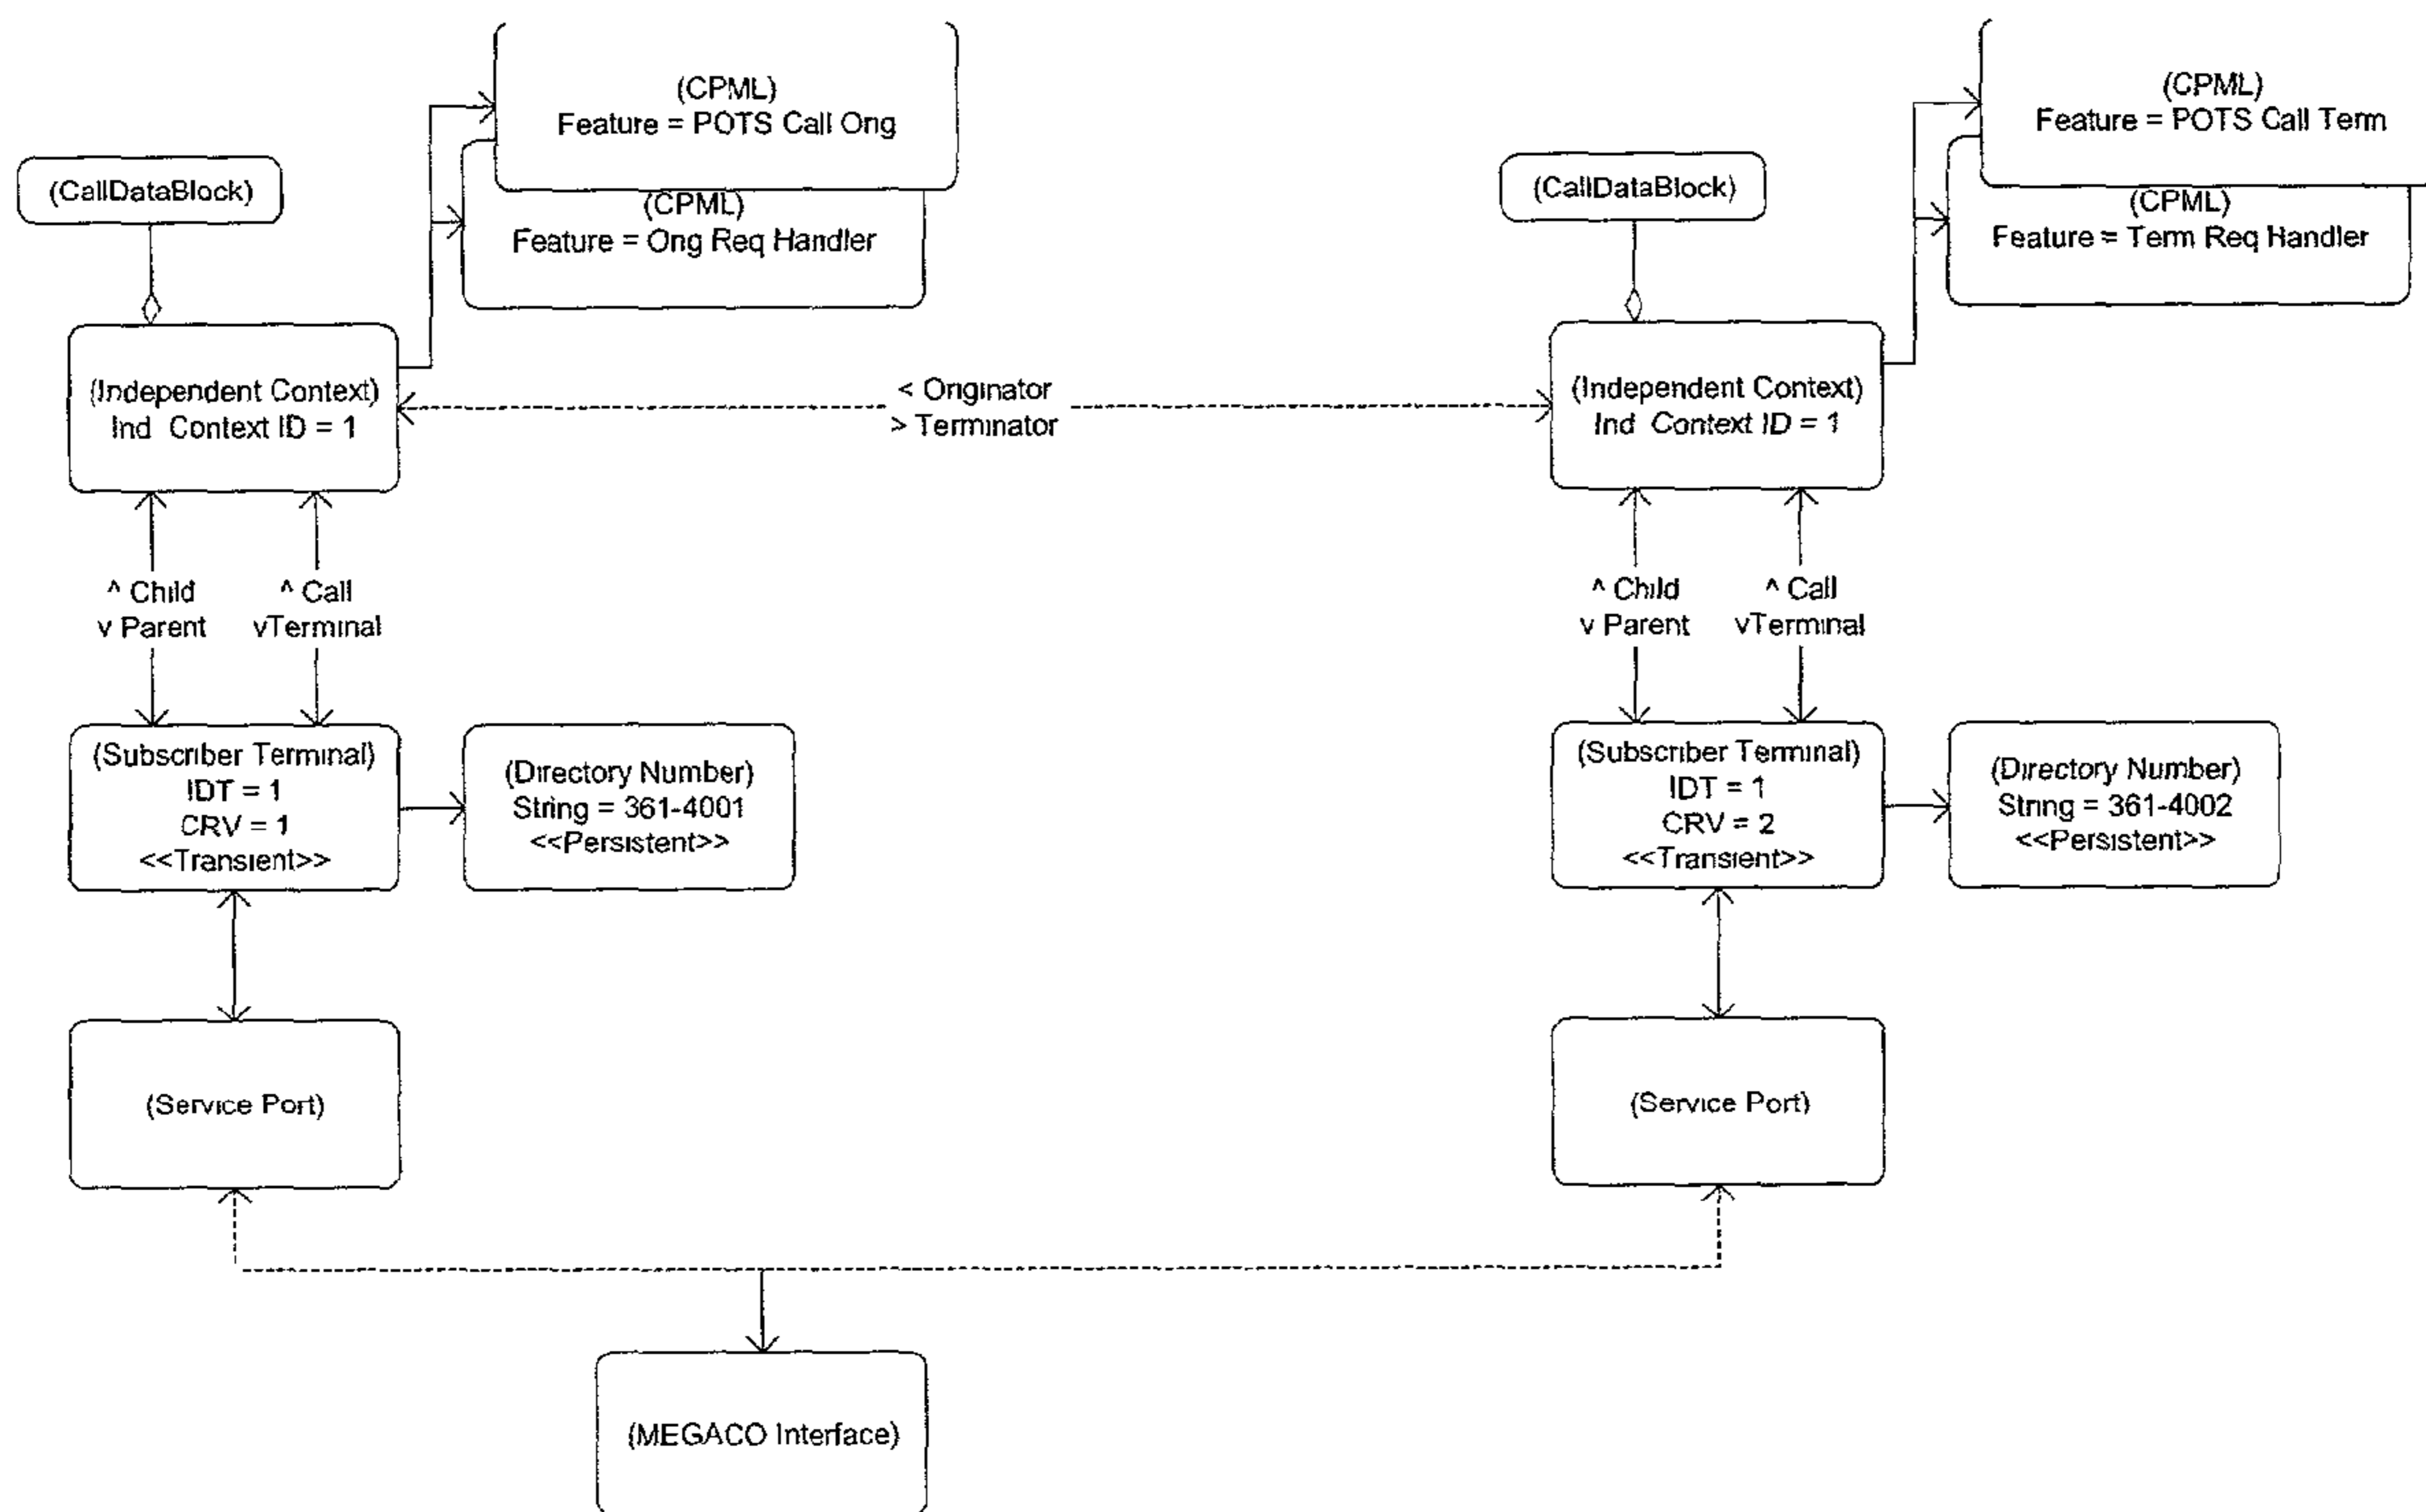 (CPML)
Feature = POTS Call Orig
(CPML)
Feature = Orig Req Handler
(CallDataBlock)
(Independent Context)
Ind Context ID = 1
< Originator
> Terminator
(CPML)
Feature = POTS Call Term
(CPML)
Feature = Term Req Handler
(CallDataBlock)
(Independent Context)
Ind Context ID = 1
^ Child
v Parent
^ Call
vTerminal
^ Child
v Parent
^ Call
vTerminal
(Subscriber Terminal)
IDT = 1
CRV = 1
<<Transient>>
(Directory Number)
String = 361-4001
<<Persistent>>
(Subscriber Terminal)
IDT = 1
CRV = 2
<<Transient>>
(Directory Number)
String = 361-4002
<<Persistent>>
(Service Port)
(Service Port)
(MEGACO Interface)